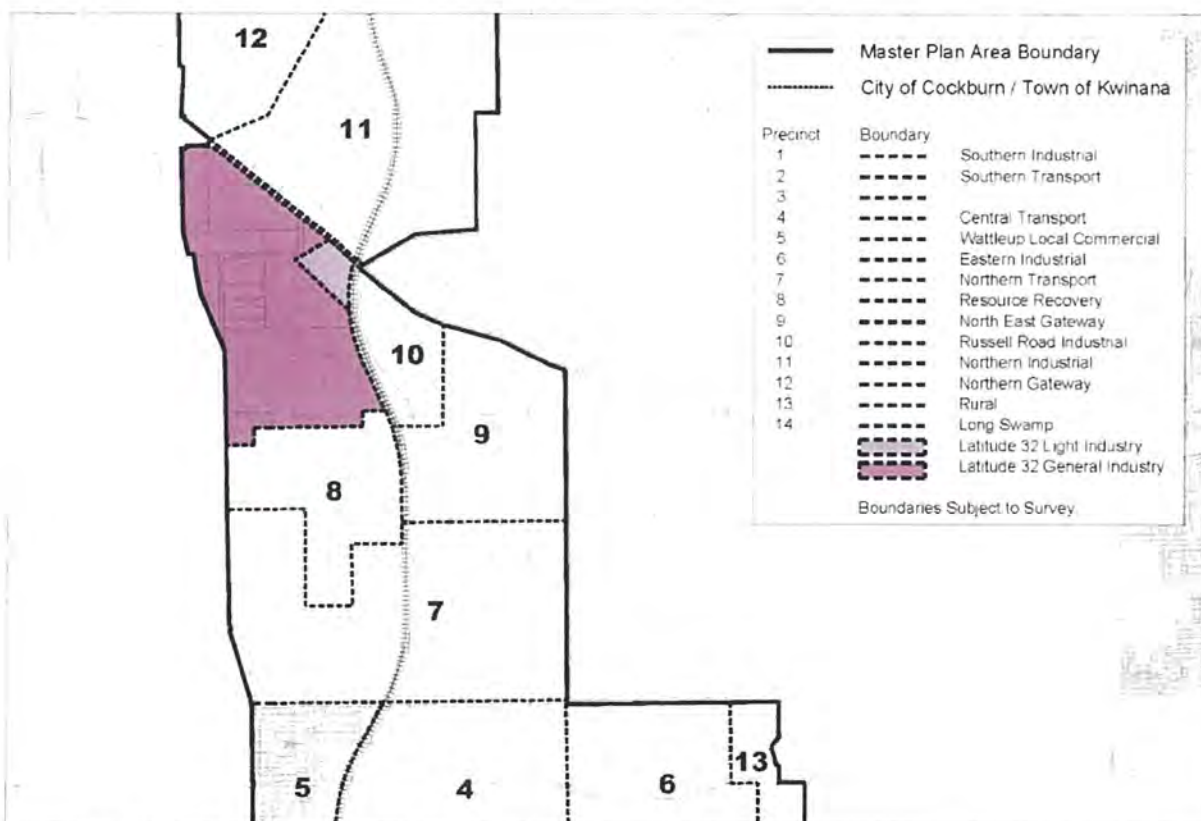 12
11
10
9
8
7
5
4
6
13
Master Plan Area Boundary
City of Cockburn / Town of Kwinana
Precinct Boundary
1 Southern Industrial
2 Southern Transport
3
4 Central Transport
5 Wattleup Local Commercial
6 Eastern Industrial
7 Northern Transport
8 Resource Recovery
9 North East Gateway
10 Russell Road Industrial
11 Northern Industrial
12 Northern Gateway
13 Rural
14 Long Swamp
Latitude 32 Light Industry
Latitude 32 General Industry
Boundaries Subject to Survey